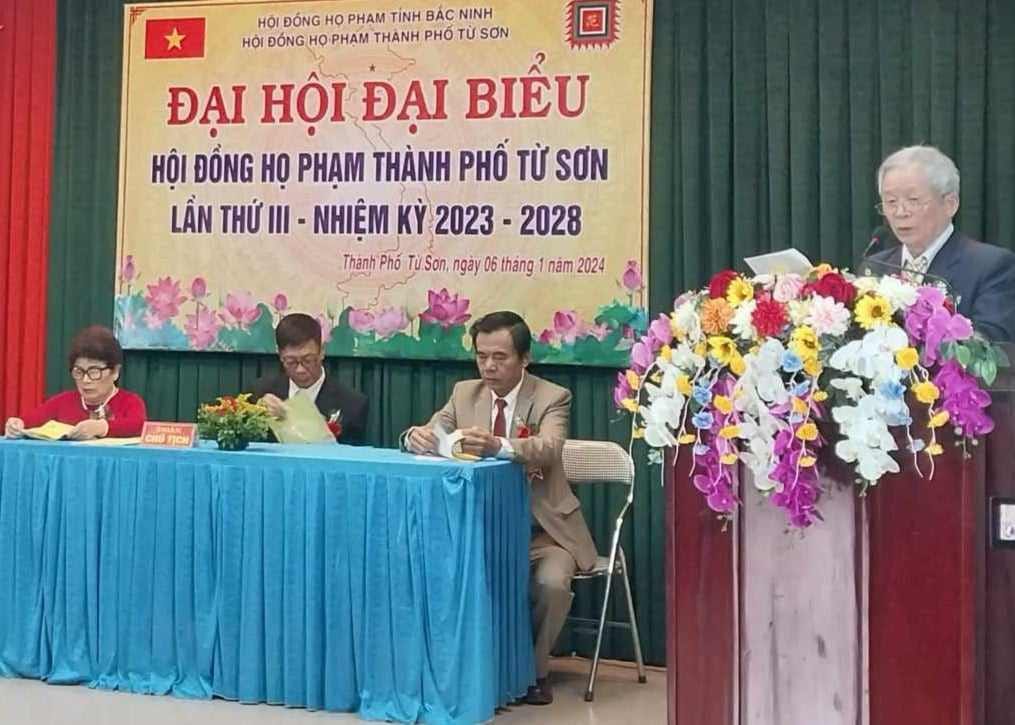 HỘI ĐỒNG HỌ PHẠM TỈNH BẮC NINH
HỘI ĐỒNG HỌ PHẠM THÀNH PHỐ TỪ SƠN
ĐẠI HỘI ĐẠI BIỂU
HỘI ĐỒNG HỌ PHẠM THÀNH PHỐ TỪ SƠN
LẦN THỨ III - NHIỆM KỲ 2023 - 2028
Thành Phố Từ Sơn, ngày 06 tháng 1 năm 2024
ĐOÀN
CHỦ TỊCH